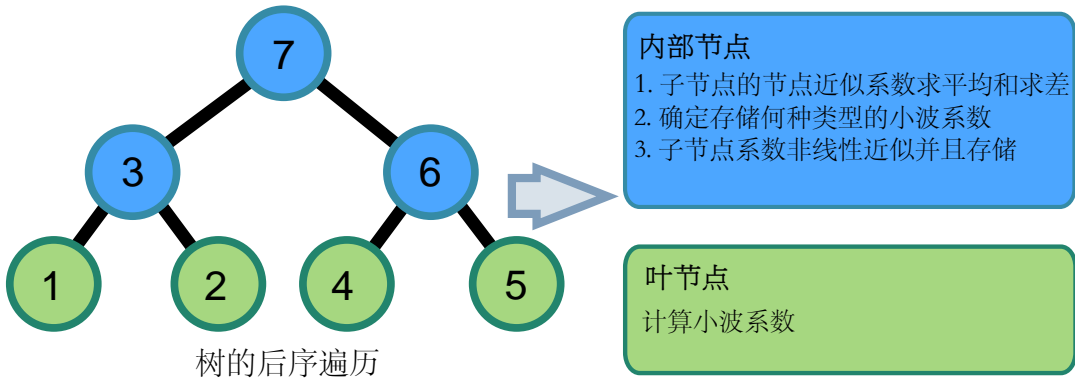 7
3
6
1
2
4
5
树的后序遍历
内部节点
1. 子节点的节点近似系数求平均和求差
2. 确定存储何种类型的小波系数
3. 子节点系数非线性近似并且存储
叶节点
计算小波系数